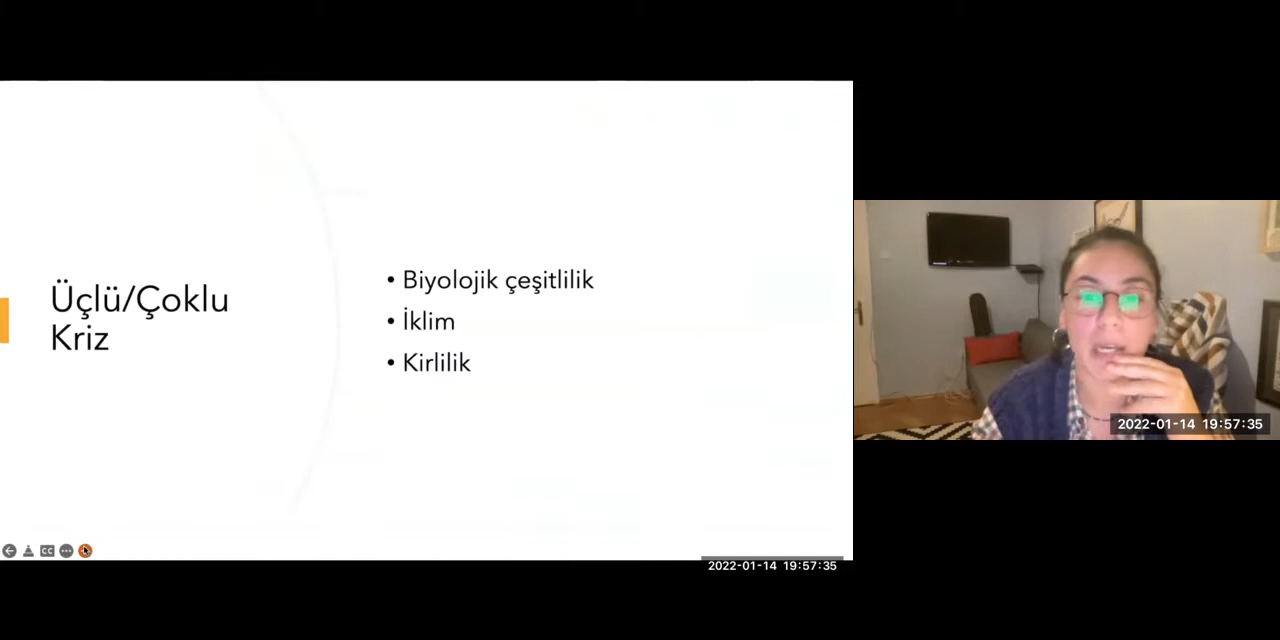 Üçlü/Çoklu
Kriz
• Biyolojik çeşitlilik
• İklim
• Kirlilik
CC
2022-01-14 19:57:35
2022-01-14 19:57:35